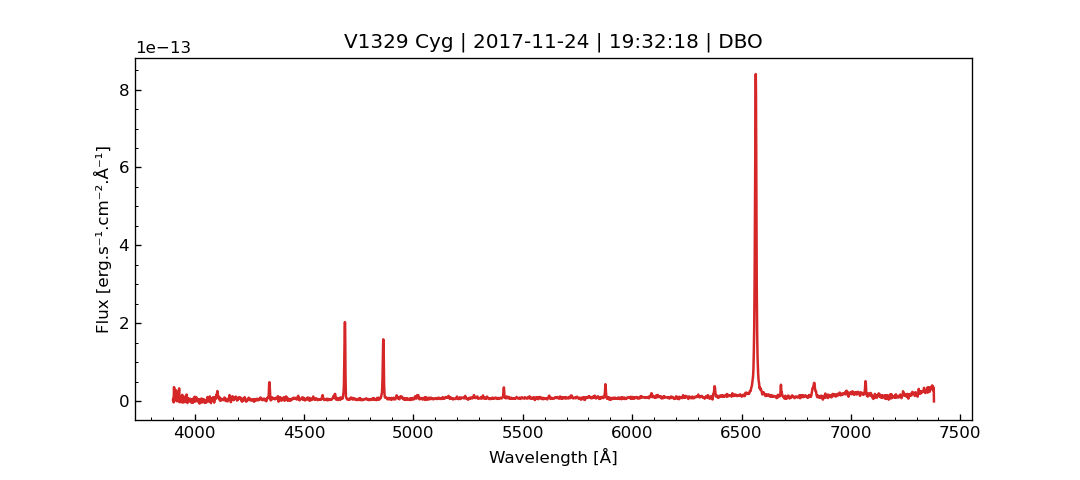 V1329 Cyg | 2017-11-24 | 19:32:18 | DBO
1e−13
8
6
4
2
0
Flux [erg.s⁻¹.cm⁻².Å⁻¹]
4000 4500 5000 5500 6000 6500 7000 7500
Wavelength [Å]